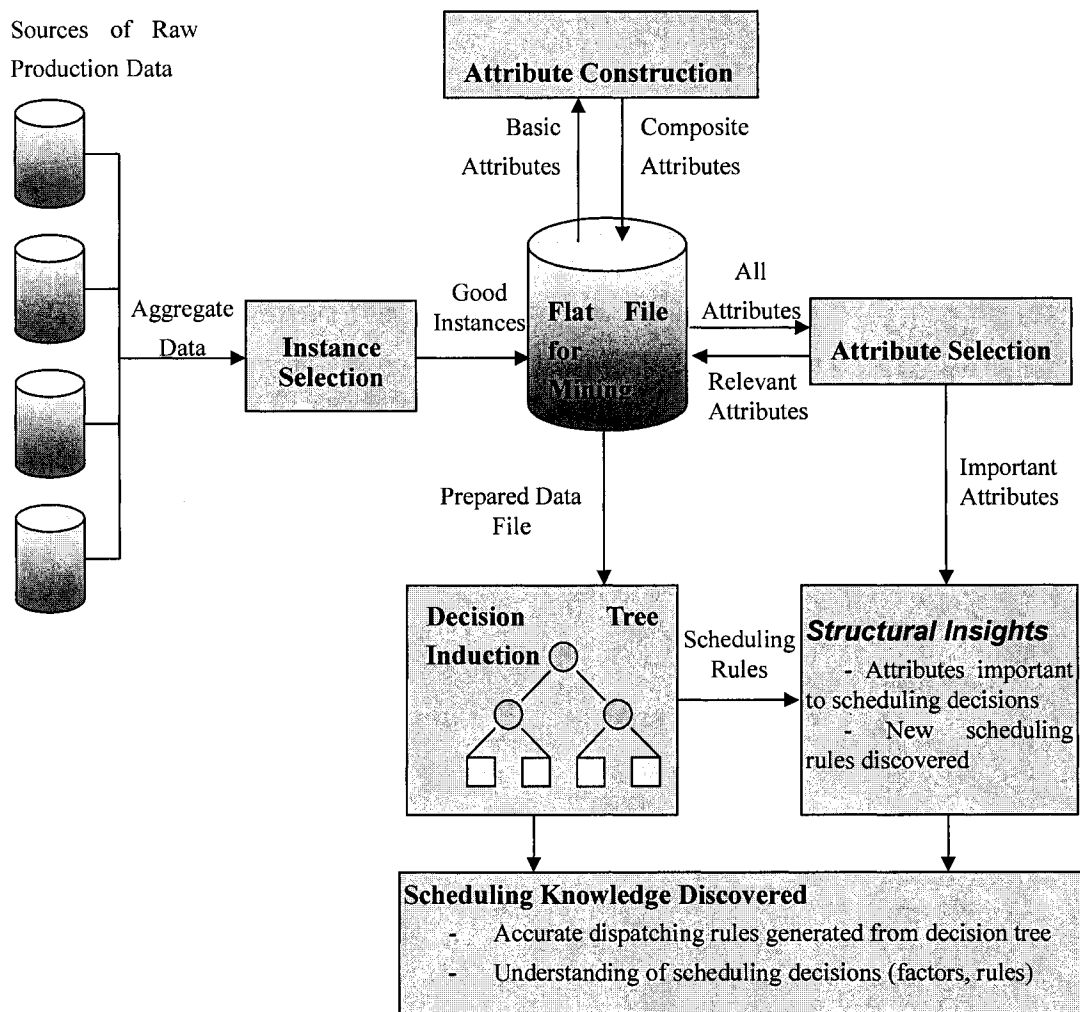 Sources of Raw
Production Data
Attribute Construction
Basic
Attributes
Composite
Attributes
Aggregate
Data
Instance
Selection
Good
Instances
Flat File
for
Mining
All
Attributes
Attribute Selection
Relevant
Attributes
Prepared Data
File
Important
Attributes
Decision Tree
Induction
Scheduling
Rules
Structural Insights
- Attributes important
to scheduling decisions
- New scheduling
rules discovered
Scheduling Knowledge Discovered
- Accurate dispatching rules generated from decision tree
- Understanding of scheduling decisions (factors, rules)